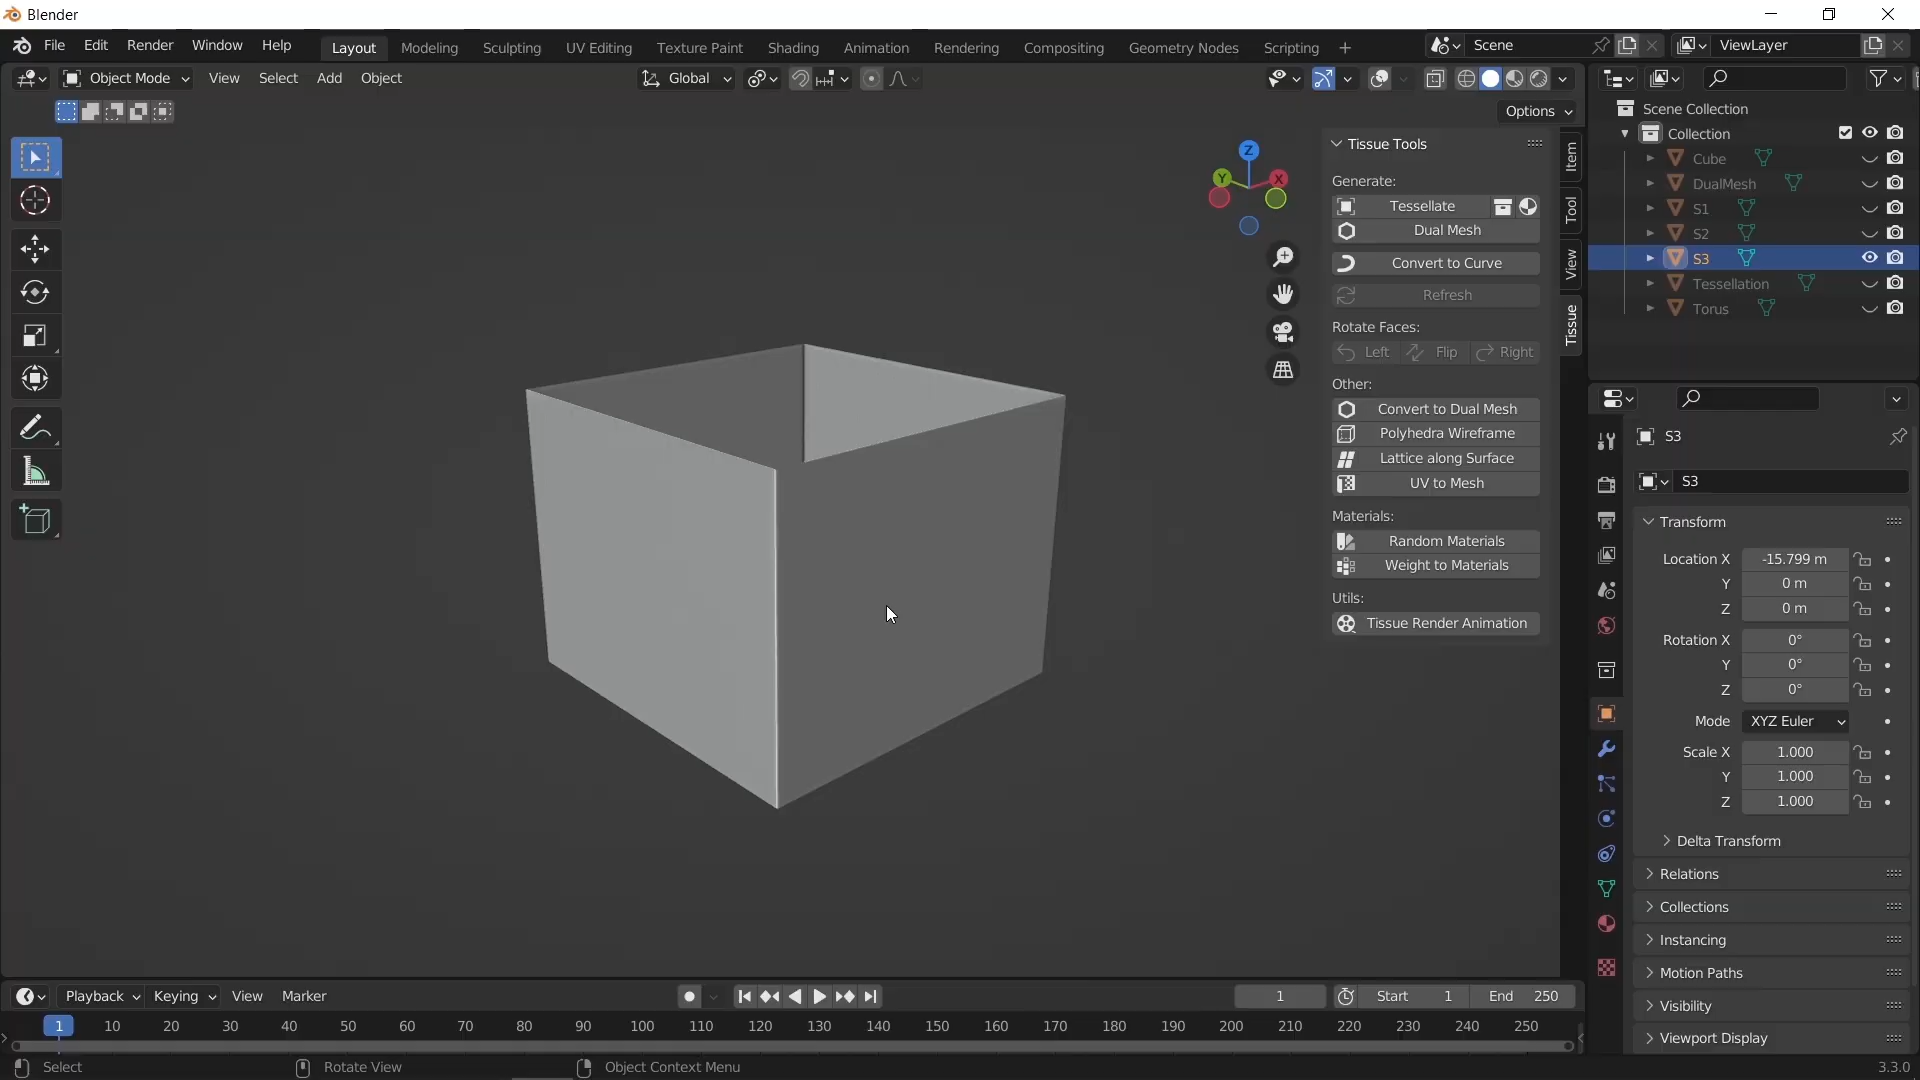 Blender
File Edit Render Window Help Layout Modeling Sculpting UV Editing Texture Paint Shading Animation Rendering Compositing Geometry Nodes Scripting + Scene ViewLayer
Object Mode View Select Add Object Global
Options
Scene Collection
Collection
Cube
DualMesh
S1
S2
S3
Tessellation
Torus
Z
Y
X
Tissue Tools
Generate:
Tessellate
Dual Mesh
Convert to Curve
Refresh
Rotate Faces:
Left Flip Right
Other:
Convert to Dual Mesh
Polyhedra Wireframe
Lattice along Surface
UV to Mesh
Materials:
Random Materials
Weight to Materials
Utils:
Tissue Render Animation
Item
Tool
View
Tissue
S3
S3
Transform
Location X -15.799 m
Y 0 m
Z 0 m
Rotation X 0°
Y 0°
Z 0°
Mode XYZ Euler
Scale X 1.000
Y 1.000
Z 1.000
Delta Transform
Relations
Collections
Instancing
Motion Paths
Visibility
Viewport Display
Playback Keying View Marker 1 Start 1 End 250
1 10 20 30 40 50 60 70 80 90 100 110 120 130 140 150 160 170 180 190 200 210 220 230 240 250
Select Rotate View Object Context Menu 3.3.0